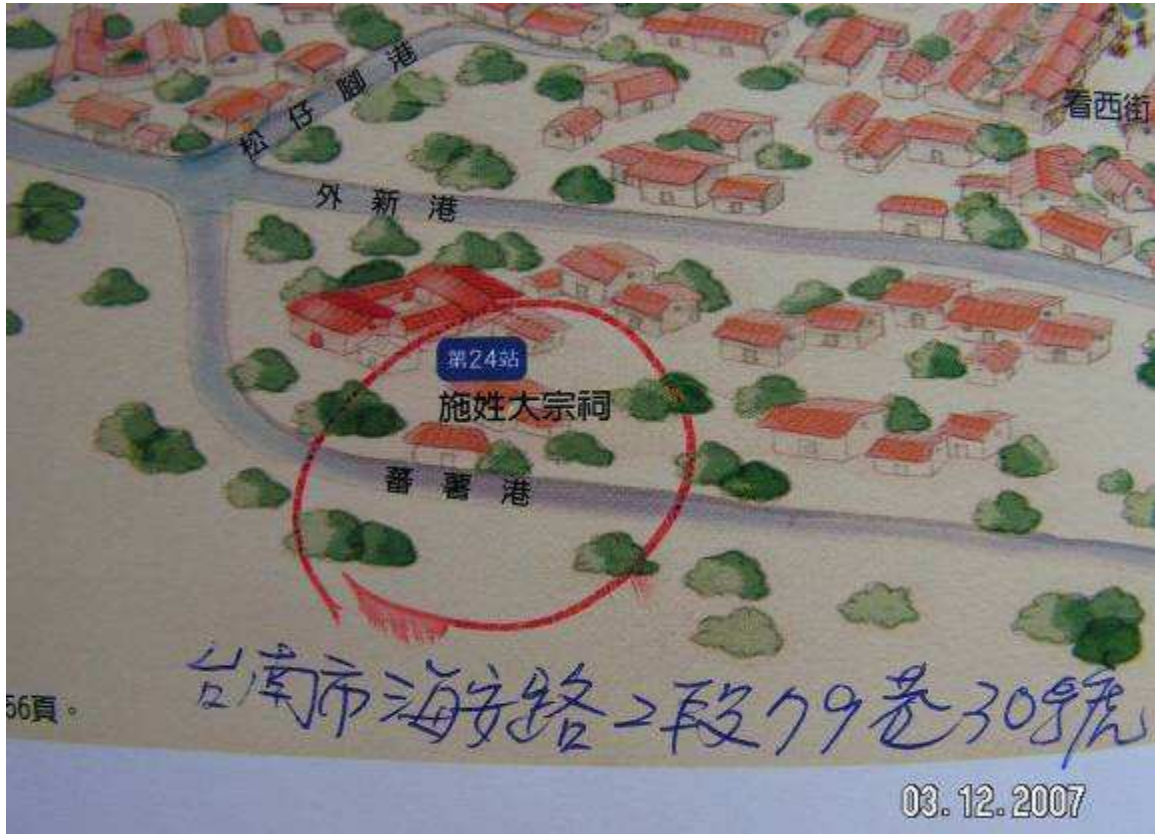 松仔腳港
看西街
外新港
第24站
施姓大宗祠
蕃薯港
台南市海安路二段79巷30號
56頁。
03.12.2007